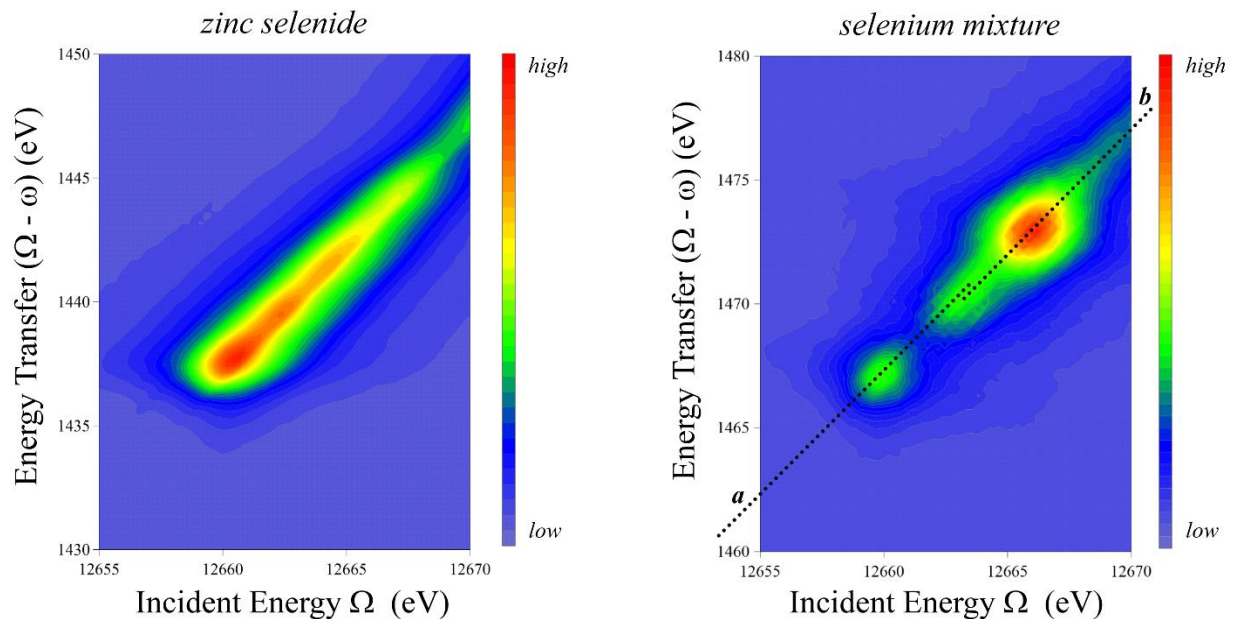 zinc selenide
1450
1445
1440
1435
1430
12655 12660 12665 12670
Energy Transfer (Ω - ω) (eV)
Incident Energy Ω (eV)
high
low
selenium mixture
1480
1475
1470
1465
1460
12655 12660 12665 12670
Energy Transfer (Ω - ω) (eV)
Incident Energy Ω (eV)
a
b
high
low